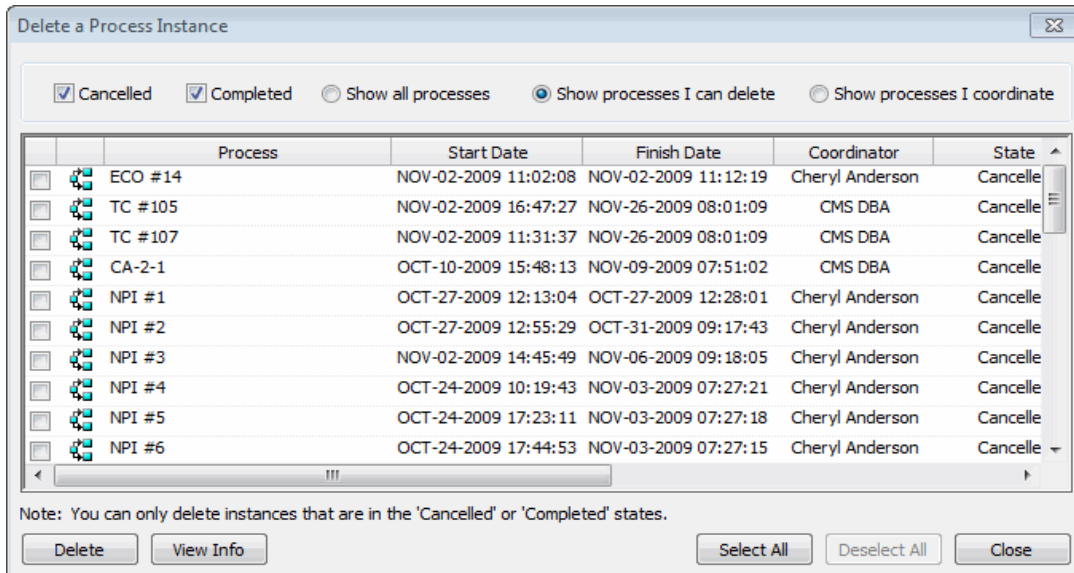 Delete a Process Instance
Cancelled Completed Show all processes Show processes I can delete Show processes I coordinate
Process Start Date Finish Date Coordinator State
ECO #14 NOV-02-2009 11:02:08 NOV-02-2009 11:12:19 Cheryl Anderson Cancelle
TC #105 NOV-02-2009 16:47:27 NOV-26-2009 08:01:09 CMS DBA Cancelle
TC #107 NOV-02-2009 11:31:37 NOV-26-2009 08:01:09 CMS DBA Cancelle
CA-2-1 OCT-10-2009 15:48:13 NOV-09-2009 07:51:02 CMS DBA Cancelle
NPI #1 OCT-27-2009 12:13:04 OCT-27-2009 12:28:01 Cheryl Anderson Cancelle
NPI #2 OCT-27-2009 12:55:29 OCT-31-2009 09:17:43 Cheryl Anderson Cancelle
NPI #3 NOV-02-2009 14:45:49 NOV-06-2009 09:18:05 Cheryl Anderson Cancelle
NPI #4 OCT-24-2009 10:19:43 NOV-03-2009 07:27:21 Cheryl Anderson Cancelle
NPI #5 OCT-24-2009 17:23:11 NOV-03-2009 07:27:18 Cheryl Anderson Cancelle
NPI #6 OCT-24-2009 17:44:53 NOV-03-2009 07:27:15 Cheryl Anderson Cancelle
Note: You can only delete instances that are in the 'Cancelled' or 'Completed' states.
Delete View Info Select All Deselect All Close